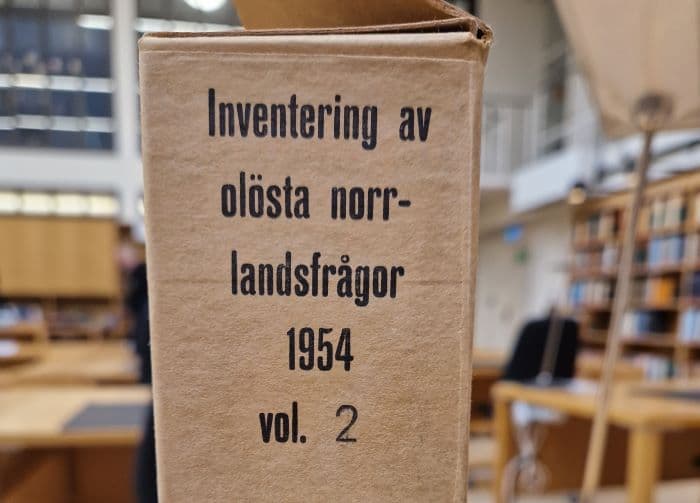 Inventering av
olösta norr-
landsfrågor
1954
vol. 2